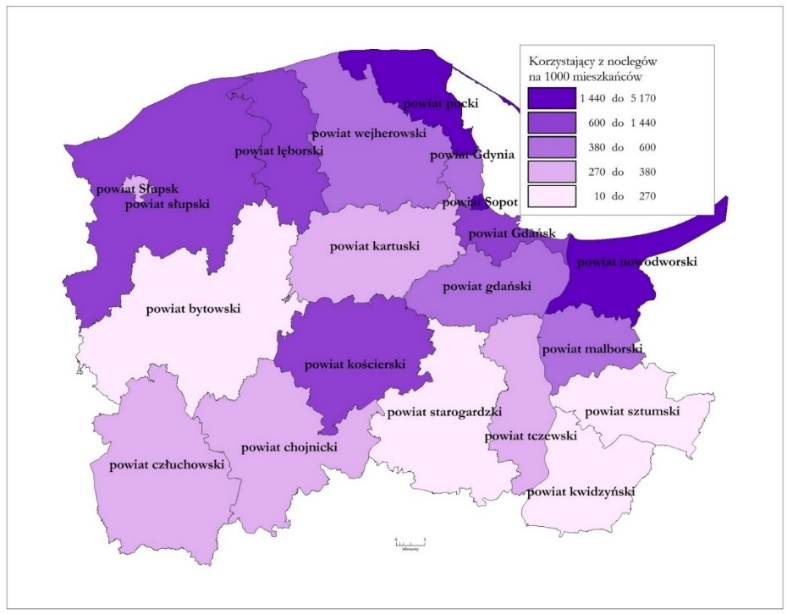 Korzystający z noclegów
na 1000 mieszkańców
1 440 do 5 170
600 do 1 440
380 do 600
270 do 380
10 do 270
powiat pucki
powiat wejherowski
powiat lęborski
powiat Gdynia
powiat Słupsk
powiat słupski
powiat Sopot
powiat Gdańsk
powiat kartuski
powiat nowodworski
powiat gdański
powiat bytowski
powiat malborski
powiat kościerski
powiat starogardzki
powiat sztumski
powiat tczewski
powiat chojnicki
powiat człuchowski
powiat kwidzyński